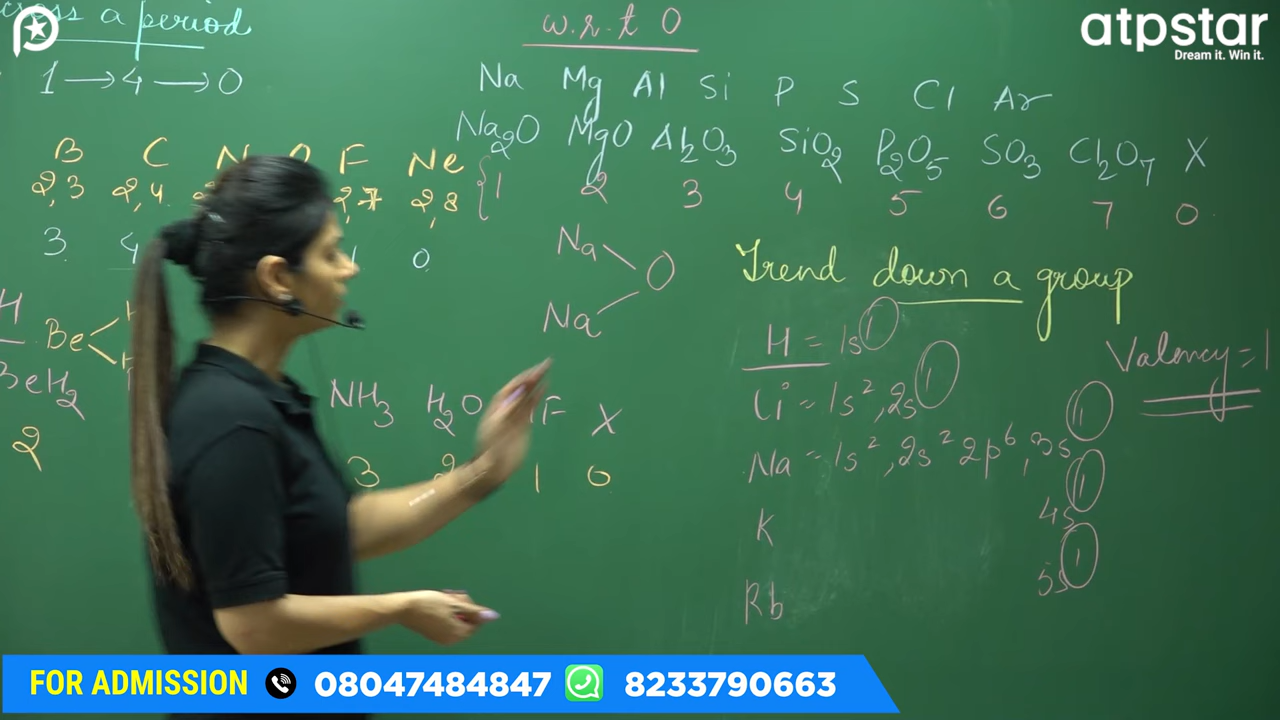 cross a period
1 → 4 → 0
B C N O F Ne
2,3 2,4 2,7 2,8
3 4 1 0
Be
BeH2 NH3 H2O F X
2 3 2 1 0
w.r.t O
Na Mg Al Si P S Cl Ar
Na2O MgO Al2O3 SiO2 P2O5 SO3 Cl2O7 X
1 2 3 4 5 6 7 0
Na
O
Na
Trend down a group
H = 1s1
Li = 1s2, 2s1
Na = 1s2, 2s2 2p6, 3s1
K 4s1
Rb 5s1
Valency = 1
atpstar
Dream it. Win it.
FOR ADMISSION 08047484847 8233790663